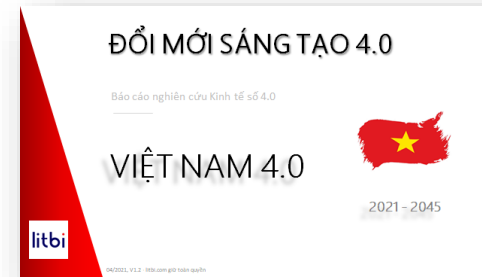 ĐỔI MỚI SÁNG TẠO 4.0
Báo cáo nghiên cứu Kinh tế số 4.0
VIỆT NAM 4.0
2021 - 2045
litbi
04/2021, V1.2 - litbi.com giữ toàn quyền